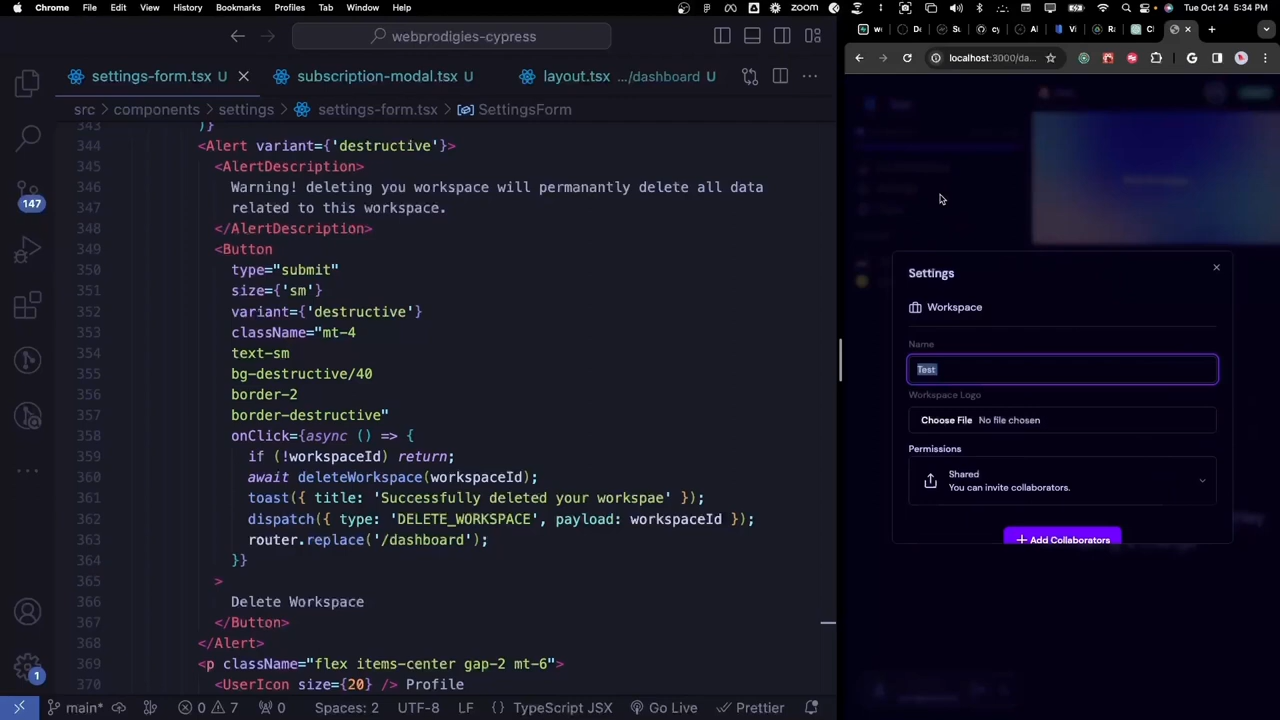 Chrome File Edit View History Bookmarks Profiles Tab Window Help zoom Tue Oct 24 5:34 PM
webprodigies-cypress
settings-form.tsx U
subscription-modal.tsx U
layout.tsx .../dashboard U
src components settings settings-form.tsx SettingsForm
343 )}
344 <Alert variant={'destructive'}>
345 <AlertDescription>
346 Warning! deleting you workspace will permanantly delete all data
347 related to this workspace.
348 </AlertDescription>
349 <Button
350 type="submit"
351 size={'sm'}
352 variant={'destructive'}
353 className="mt-4
354 text-sm
355 bg-destructive/40
356 border-2
357 border-destructive"
358 onClick={async () => {
359 if (!workspaceId) return;
360 await deleteWorkspace(workspaceId);
361 toast({ title: 'Successfully deleted your workspae' });
362 dispatch({ type: 'DELETE_WORKSPACE', payload: workspaceId });
363 router.replace('/dashboard');
364 }}
365 >
366 Delete Workspace
367 </Button>
368 </Alert>
369 <p className="flex items-center gap-2 mt-6">
370 <UserIcon size={20} /> Profile
147
1
main* 0 7 0 Spaces: 2 UTF-8 LF {} TypeScript JSX Go Live Prettier
localhost:3000/da...
Settings
Workspace
Name
Test
Workspace Logo
Choose File No file chosen
Permissions
Shared
You can invite collaborators.
Add Collaborators